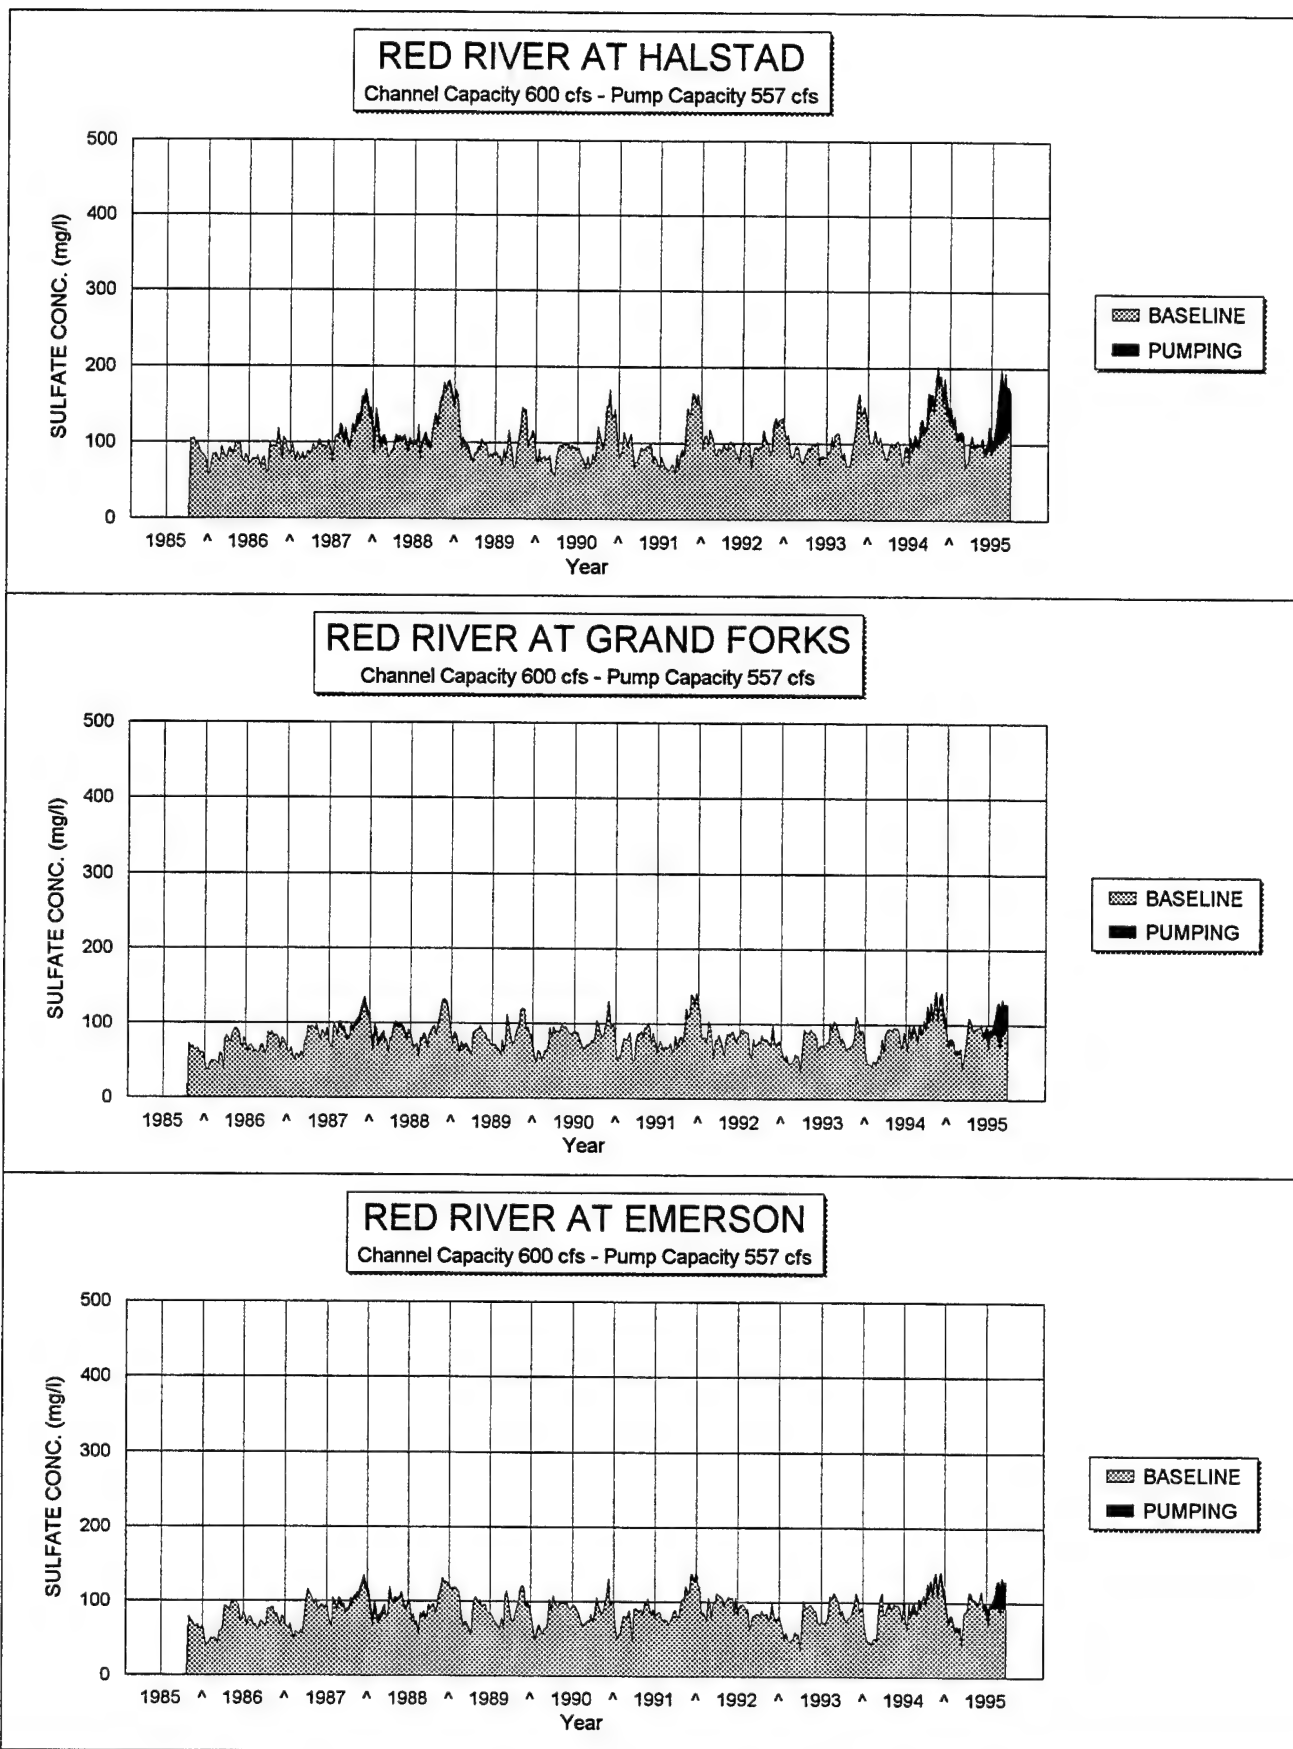 RED RIVER AT HALSTAD
Channel Capacity 600 cfs - Pump Capacity 557 cfs
500
400
300
200
100
0
SULFATE CONC. (mg/l)
1985 ^ 1986 ^ 1987 ^ 1988 ^ 1989 ^ 1990 ^ 1991 ^ 1992 ^ 1993 ^ 1994 ^ 1995
Year
BASELINE
PUMPING
RED RIVER AT GRAND FORKS
Channel Capacity 600 cfs - Pump Capacity 557 cfs
500
400
300
200
100
0
SULFATE CONC. (mg/l)
1985 ^ 1986 ^ 1987 ^ 1988 ^ 1989 ^ 1990 ^ 1991 ^ 1992 ^ 1993 ^ 1994 ^ 1995
Year
BASELINE
PUMPING
RED RIVER AT EMERSON
Channel Capacity 600 cfs - Pump Capacity 557 cfs
500
400
300
200
100
0
SULFATE CONC. (mg/l)
1985 ^ 1986 ^ 1987 ^ 1988 ^ 1989 ^ 1990 ^ 1991 ^ 1992 ^ 1993 ^ 1994 ^ 1995
Year
BASELINE
PUMPING